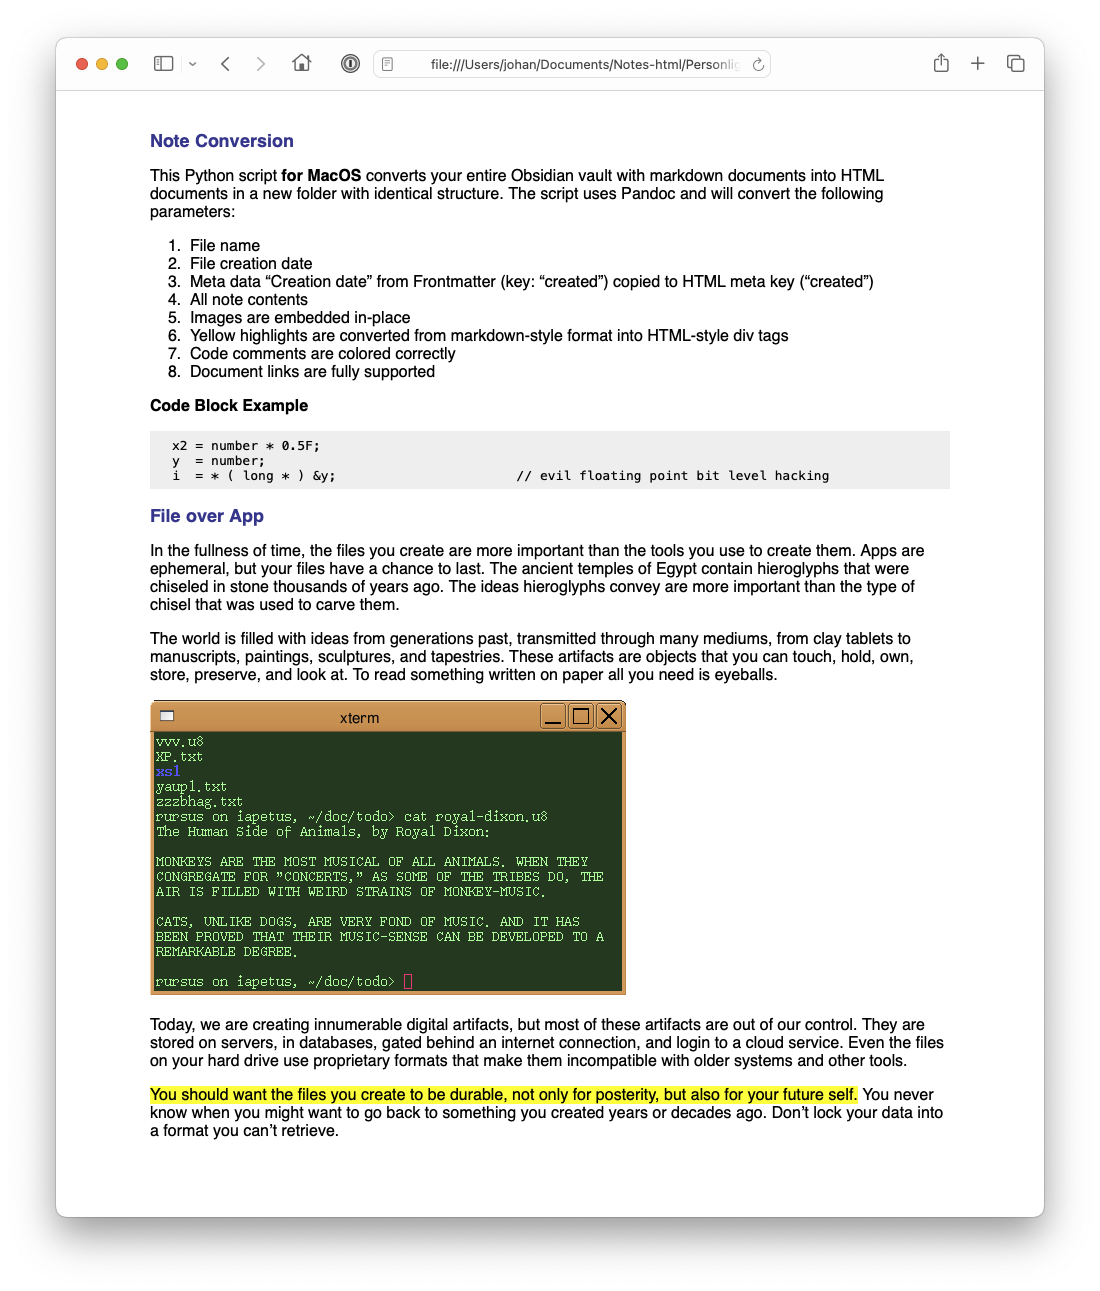 file:///Users/johan/Documents/Notes-html/Personlig
Note Conversion
This Python script for MacOS converts your entire Obsidian vault with markdown documents into HTML
documents in a new folder with identical structure. The script uses Pandoc and will convert the following
parameters:
1. File name
2. File creation date
3. Meta data “Creation date” from Frontmatter (key: “created”) copied to HTML meta key (“created”)
4. All note contents
5. Images are embedded in-place
6. Yellow highlights are converted from markdown-style format into HTML-style div tags
7. Code comments are colored correctly
8. Document links are fully supported
Code Block Example
x2 = number * 0.5F;
y  = number;
i  = * ( long * ) &y;                       // evil floating point bit level hacking
File over App
In the fullness of time, the files you create are more important than the tools you use to create them. Apps are
ephemeral, but your files have a chance to last. The ancient temples of Egypt contain hieroglyphs that were
chiseled in stone thousands of years ago. The ideas hieroglyphs convey are more important than the type of
chisel that was used to carve them.
The world is filled with ideas from generations past, transmitted through many mediums, from clay tablets to
manuscripts, paintings, sculptures, and tapestries. These artifacts are objects that you can touch, hold, own,
store, preserve, and look at. To read something written on paper all you need is eyeballs.
xterm
vvv.u8
XP.txt
xsl
yaupl.txt
zzzbhag.txt
rursus on iapetus, ~/doc/todo> cat royal-dixon.u8
The Human Side of Animals, by Royal Dixon:
MONKEYS ARE THE MOST MUSICAL OF ALL ANIMALS. WHEN THEY
CONGREGATE FOR "CONCERTS," AS SOME OF THE TRIBES DO, THE
AIR IS FILLED WITH WEIRD STRAINS OF MONKEY-MUSIC.
CATS, UNLIKE DOGS, ARE VERY FOND OF MUSIC. AND IT HAS
BEEN PROVED THAT THEIR MUSIC-SENSE CAN BE DEVELOPED TO A
REMARKABLE DEGREE.
rursus on iapetus, ~/doc/todo>
Today, we are creating innumerable digital artifacts, but most of these artifacts are out of our control. They are
stored on servers, in databases, gated behind an internet connection, and login to a cloud service. Even the files
on your hard drive use proprietary formats that make them incompatible with older systems and other tools.
You should want the files you create to be durable, not only for posterity, but also for your future self. You never
know when you might want to go back to something you created years or decades ago. Don’t lock your data into
a format you can’t retrieve.